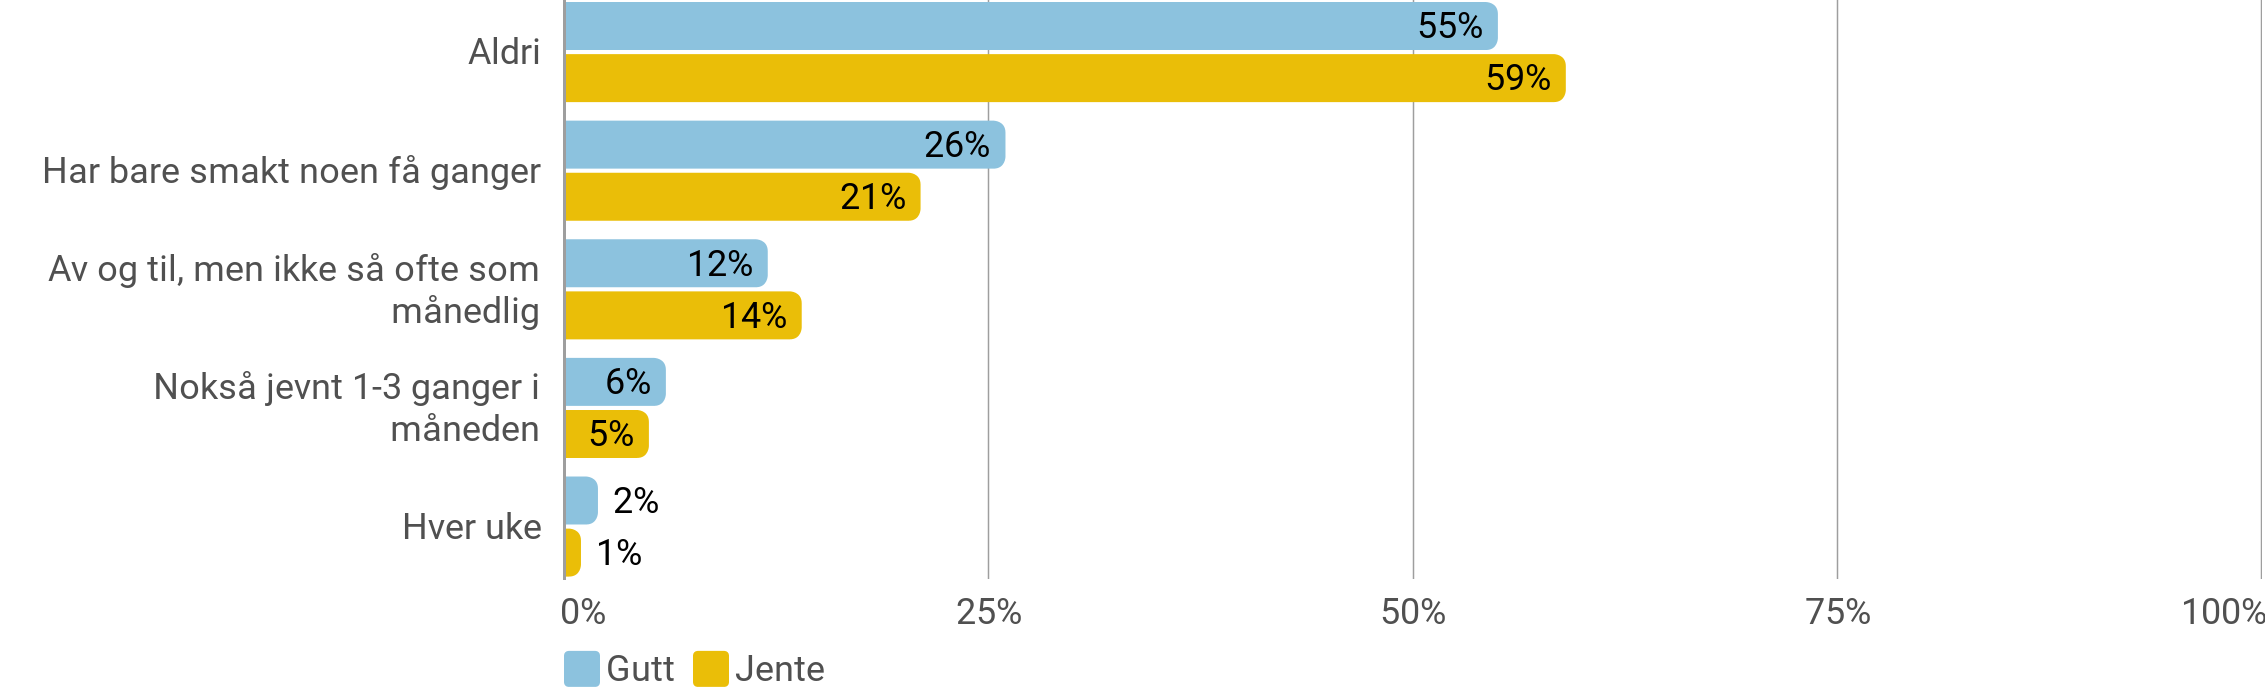 Aldri
55%
59%
Har bare smakt noen få ganger
26%
21%
Av og til, men ikke så ofte som
månedlig
12%
14%
Nokså jevnt 1-3 ganger i
måneden
6%
5%
Hver uke
2%
1%
0% 25% 50% 75% 100%
Gutt Jente